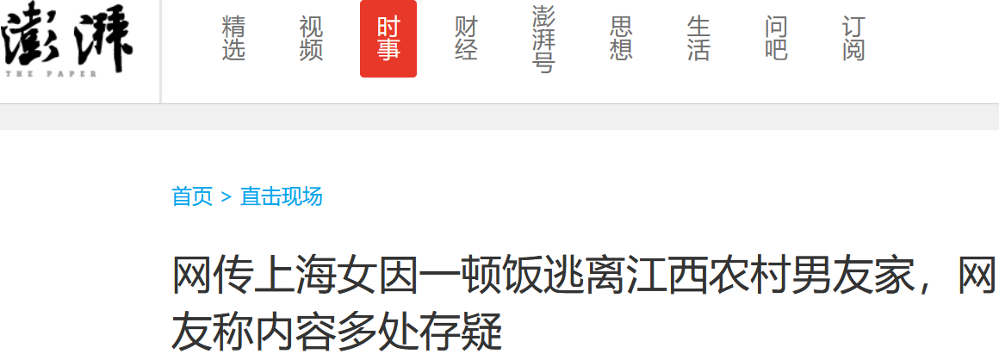 澎湃
THE PAPER
精选 视频 时事 财经 澎湃号 思想 生活 问吧 订阅
首页 > 直击现场
网传上海女因一顿饭逃离江西农村男友家，网
友称内容多处存疑